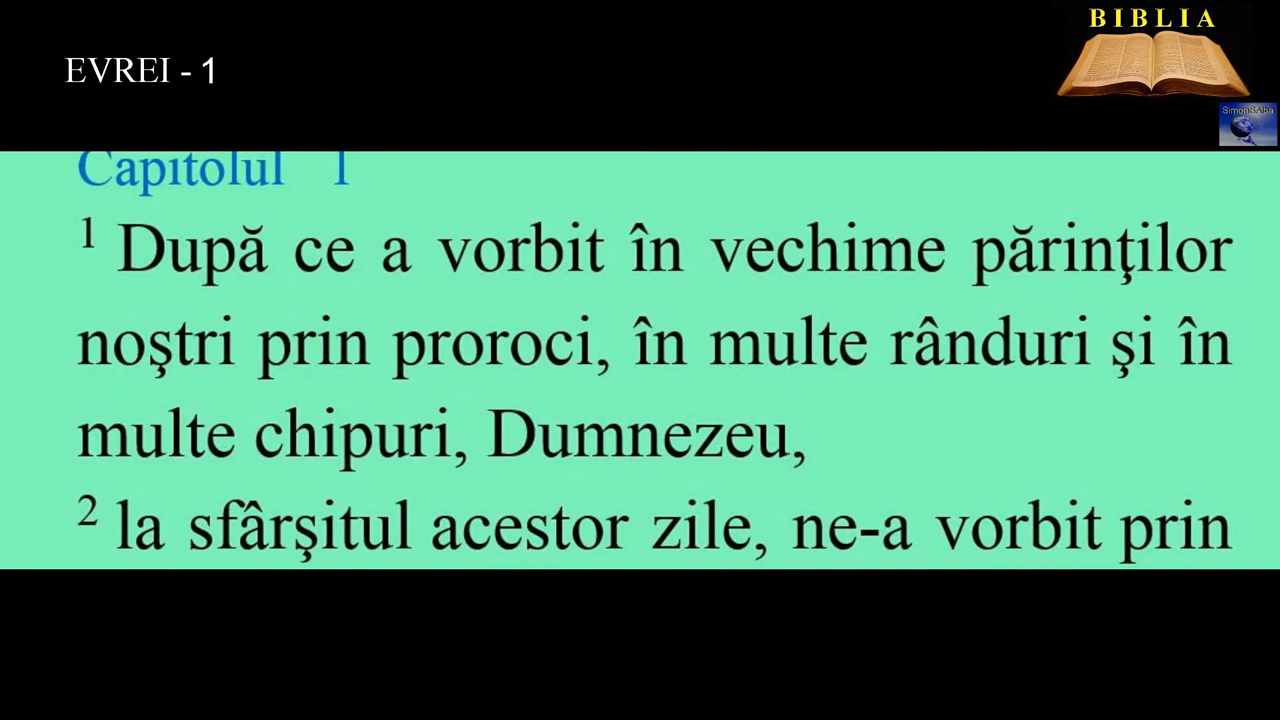 BIBLIA
EVREI - 1
SimonSAlba
Capitolul 1
1 După ce a vorbit în vechime părinţilor
noştri prin proroci, în multe rânduri şi în
multe chipuri, Dumnezeu,
2 la sfârşitul acestor zile, ne-a vorbit prin